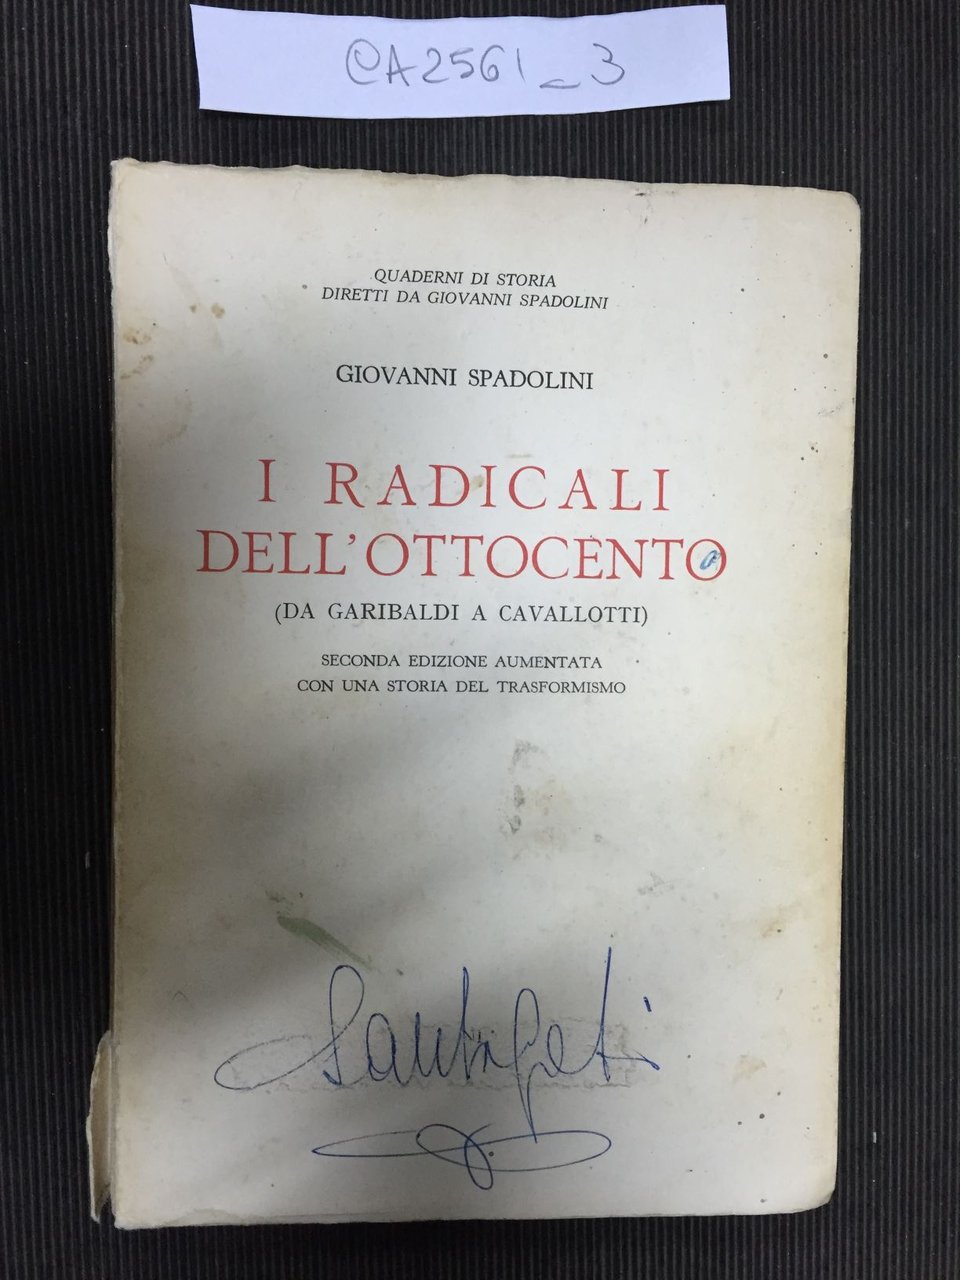 @A2561_3
QUADERNI DI STORIA
DIRETTI DA GIOVANNI SPADOLINI
GIOVANNI SPADOLINI
I RADICALI
DELL'OTTOCENTO
(DA GARIBALDI A CAVALLOTTI)
SECONDA EDIZIONE AUMENTATA
CON UNA STORIA DEL TRASFORMISMO